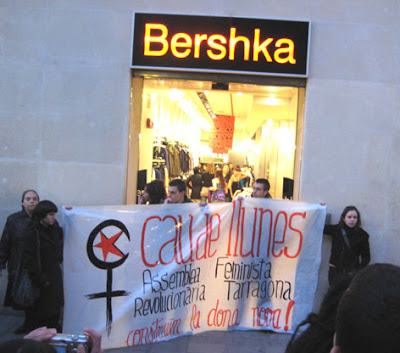 Bershka
cau de llunes
Assemblea Feminista
Revolucionària Tarragona
construïm la dona nova!